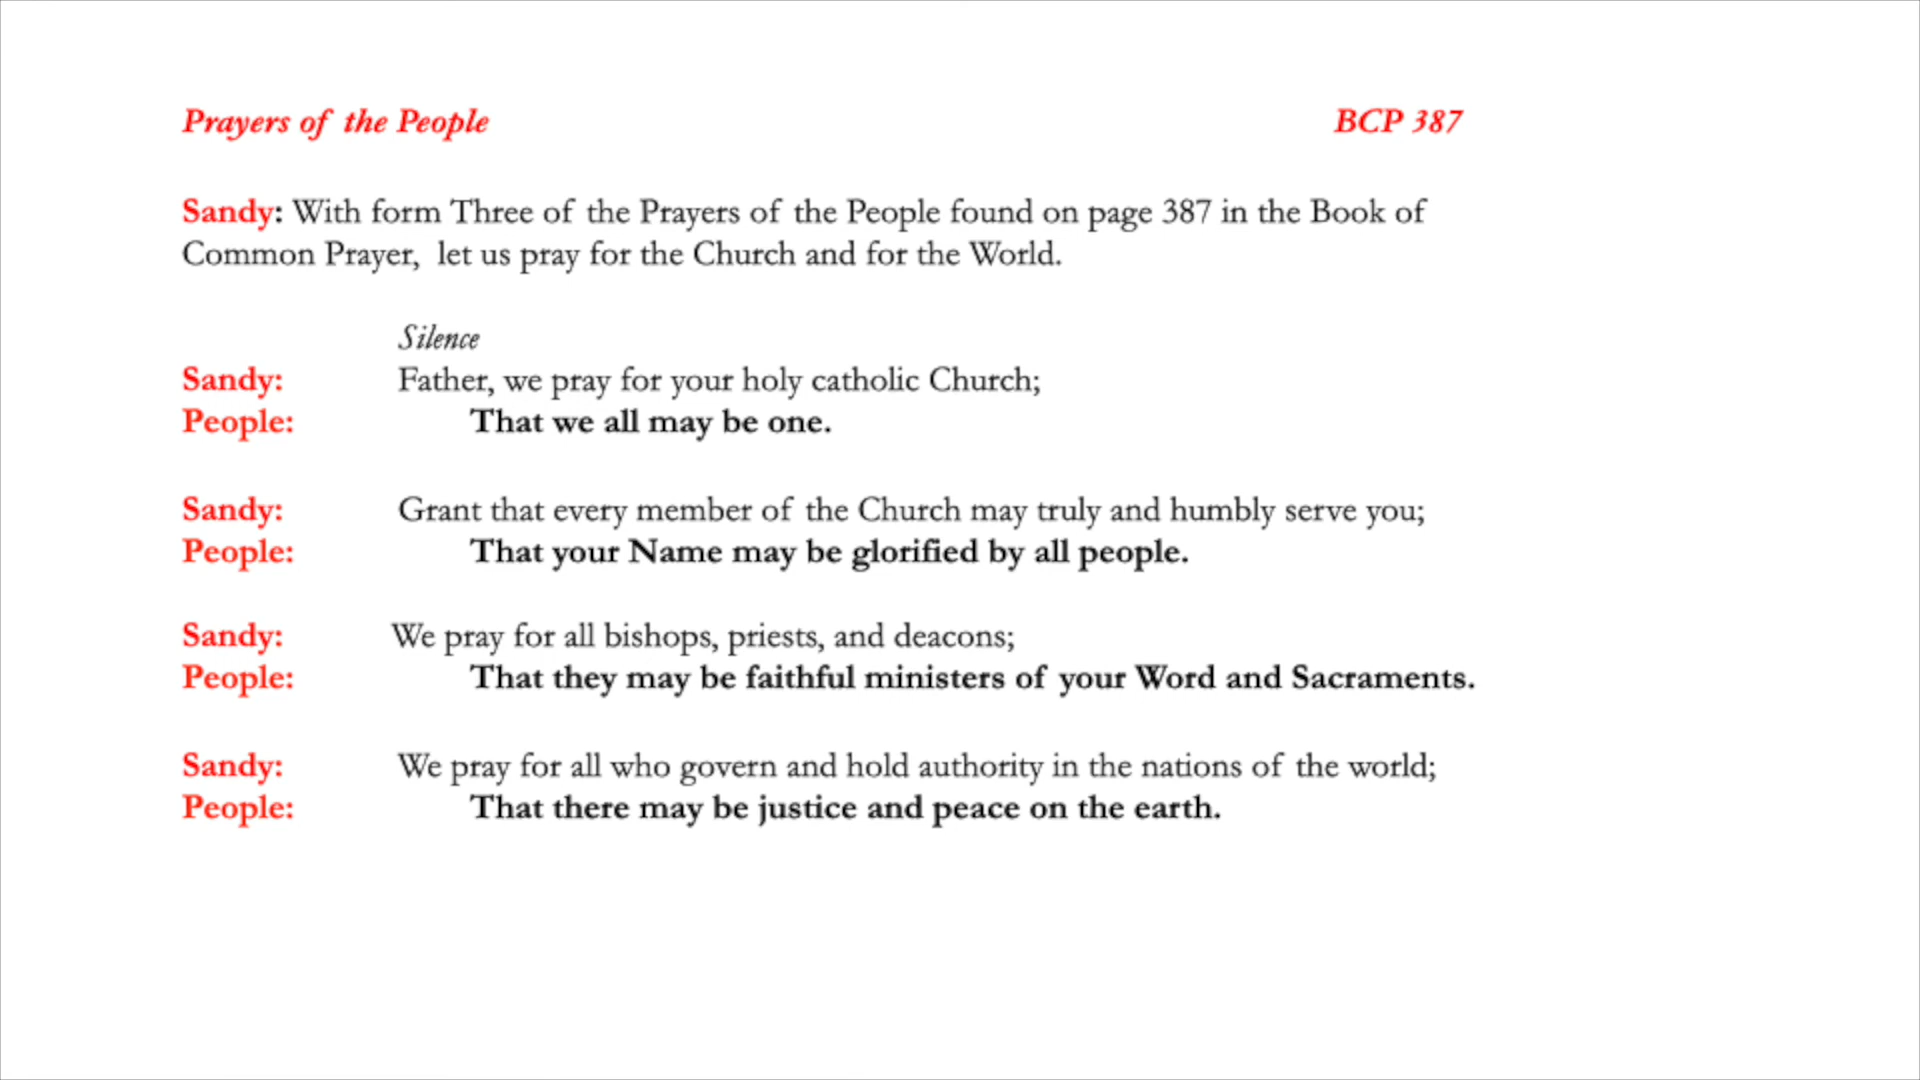 Prayers of the People BCP 387
Sandy: With form Three of the Prayers of the People found on page 387 in the Book of
Common Prayer, let us pray for the Church and for the World.
Silence
Sandy: Father, we pray for your holy catholic Church;
People: That we all may be one.
Sandy: Grant that every member of the Church may truly and humbly serve you;
People: That your Name may be glorified by all people.
Sandy: We pray for all bishops, priests, and deacons;
People: That they may be faithful ministers of your Word and Sacraments.
Sandy: We pray for all who govern and hold authority in the nations of the world;
People: That there may be justice and peace on the earth.